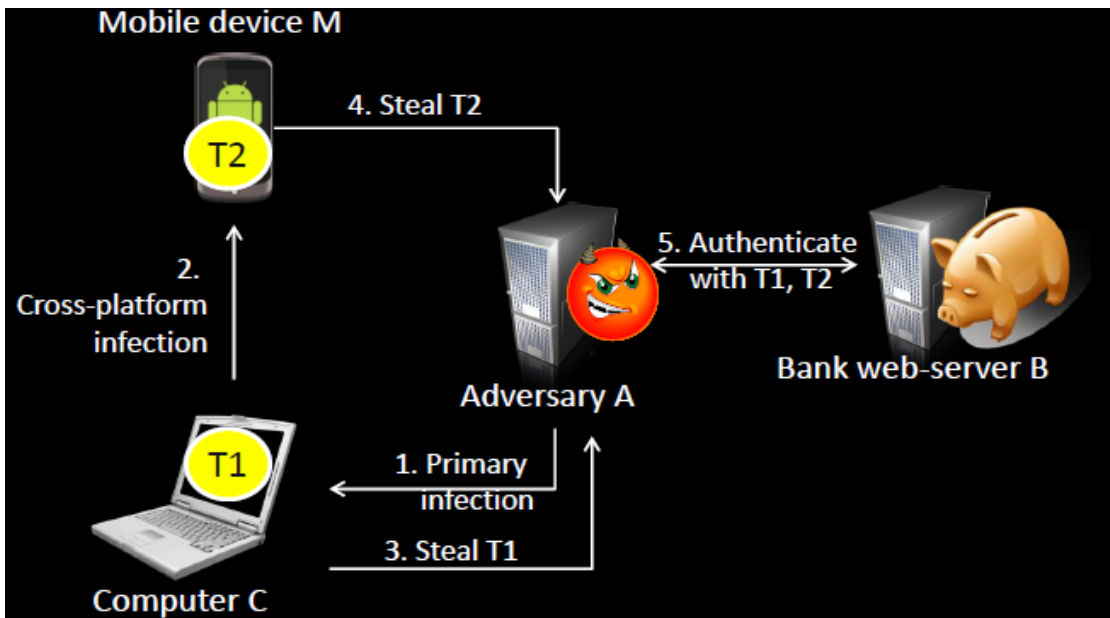 Mobile device M
4. Steal T2
T2
2.
Cross-platform
infection
5. Authenticate
with T1, T2
Bank web-server B
Adversary A
T1
1. Primary
infection
3. Steal T1
Computer C